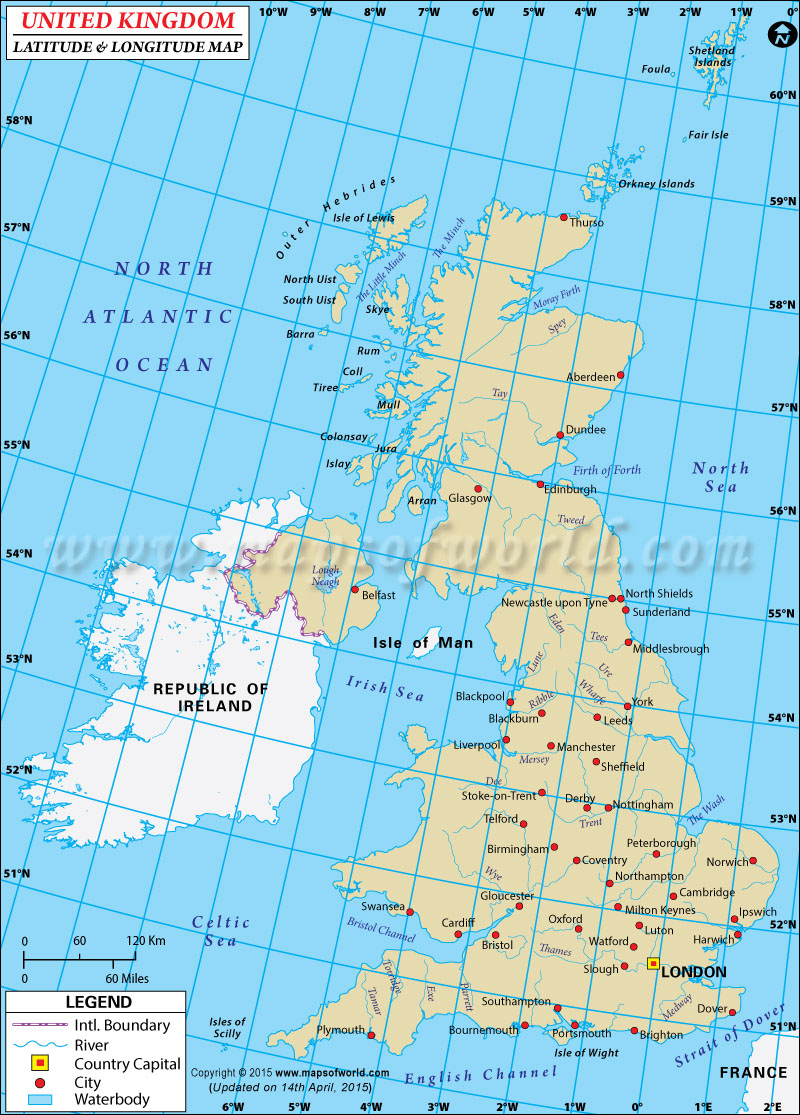 UNITED KINGDOM
LATITUDE & LONGITUDE MAP
10°W
9°W
8°W
7°W
6°W
5°W
4°W
3°W
2°W
1°W
0°
N
Shetland
Islands
Foula
60°N
58°N
Fair Isle
Orkney Islands
59°N
Outer Hebrides
Isle of Lewis
The Minch
Thurso
57°N
NORTH
ATLANTIC
OCEAN
The Little Minch
North Uist
South Uist
Skye
Moray Firth
Spey
58°N
Barra
56°N
Rum
Coll
Tiree
Mull
Aberdeen
Tay
57°N
Dundee
Colonsay
Jura
Islay
55°N
Firth of Forth
North
Sea
Glasgow
Edinburgh
Arran
56°N
Tweed
www.mapsofworld.com
54°N
Lough
Neagh
Belfast
North Shields
Newcastle upon Tyne
Sunderland
55°N
Isle of Man
Eden
Tees
Middlesbrough
53°N
REPUBLIC OF
IRELAND
Irish Sea
Lune
Ure
Wharfe
Ribble
Blackpool
Blackburn
York
Leeds
54°N
Liverpool
Manchester
Mersey
Sheffield
52°N
Dee
Stoke-on-Trent
Derby
Nottingham
The Wash
Telford
Trent
53°N
Birmingham
Peterborough
Coventry
Norwich
51°N
Wye
Northampton
Gloucester
Cambridge
Swansea
Milton Keynes
Ipswich
Celtic
Sea
Bristol Channel
Cardiff
Bristol
Oxford
Luton
Watford
Harwich
52°N
Thames
Slough
LONDON
0 60 120 Km
0 60 Miles
Torridge
Tamar
Exe
Parrett
Southampton
Medway
Dover
51°N
Isles of
Scilly
Plymouth
Bournemouth
Portsmouth
Brighton
Isle of Wight
Strait of Dover
FRANCE
English Channel
LEGEND
Intl. Boundary
River
Country Capital
City
Waterbody
Copyright © 2015 www.mapsofworld.com
(Updated on 14th April, 2015)
6°W
5°W
4°W
3°W
2°W
1°W
0°
1°E
2°E